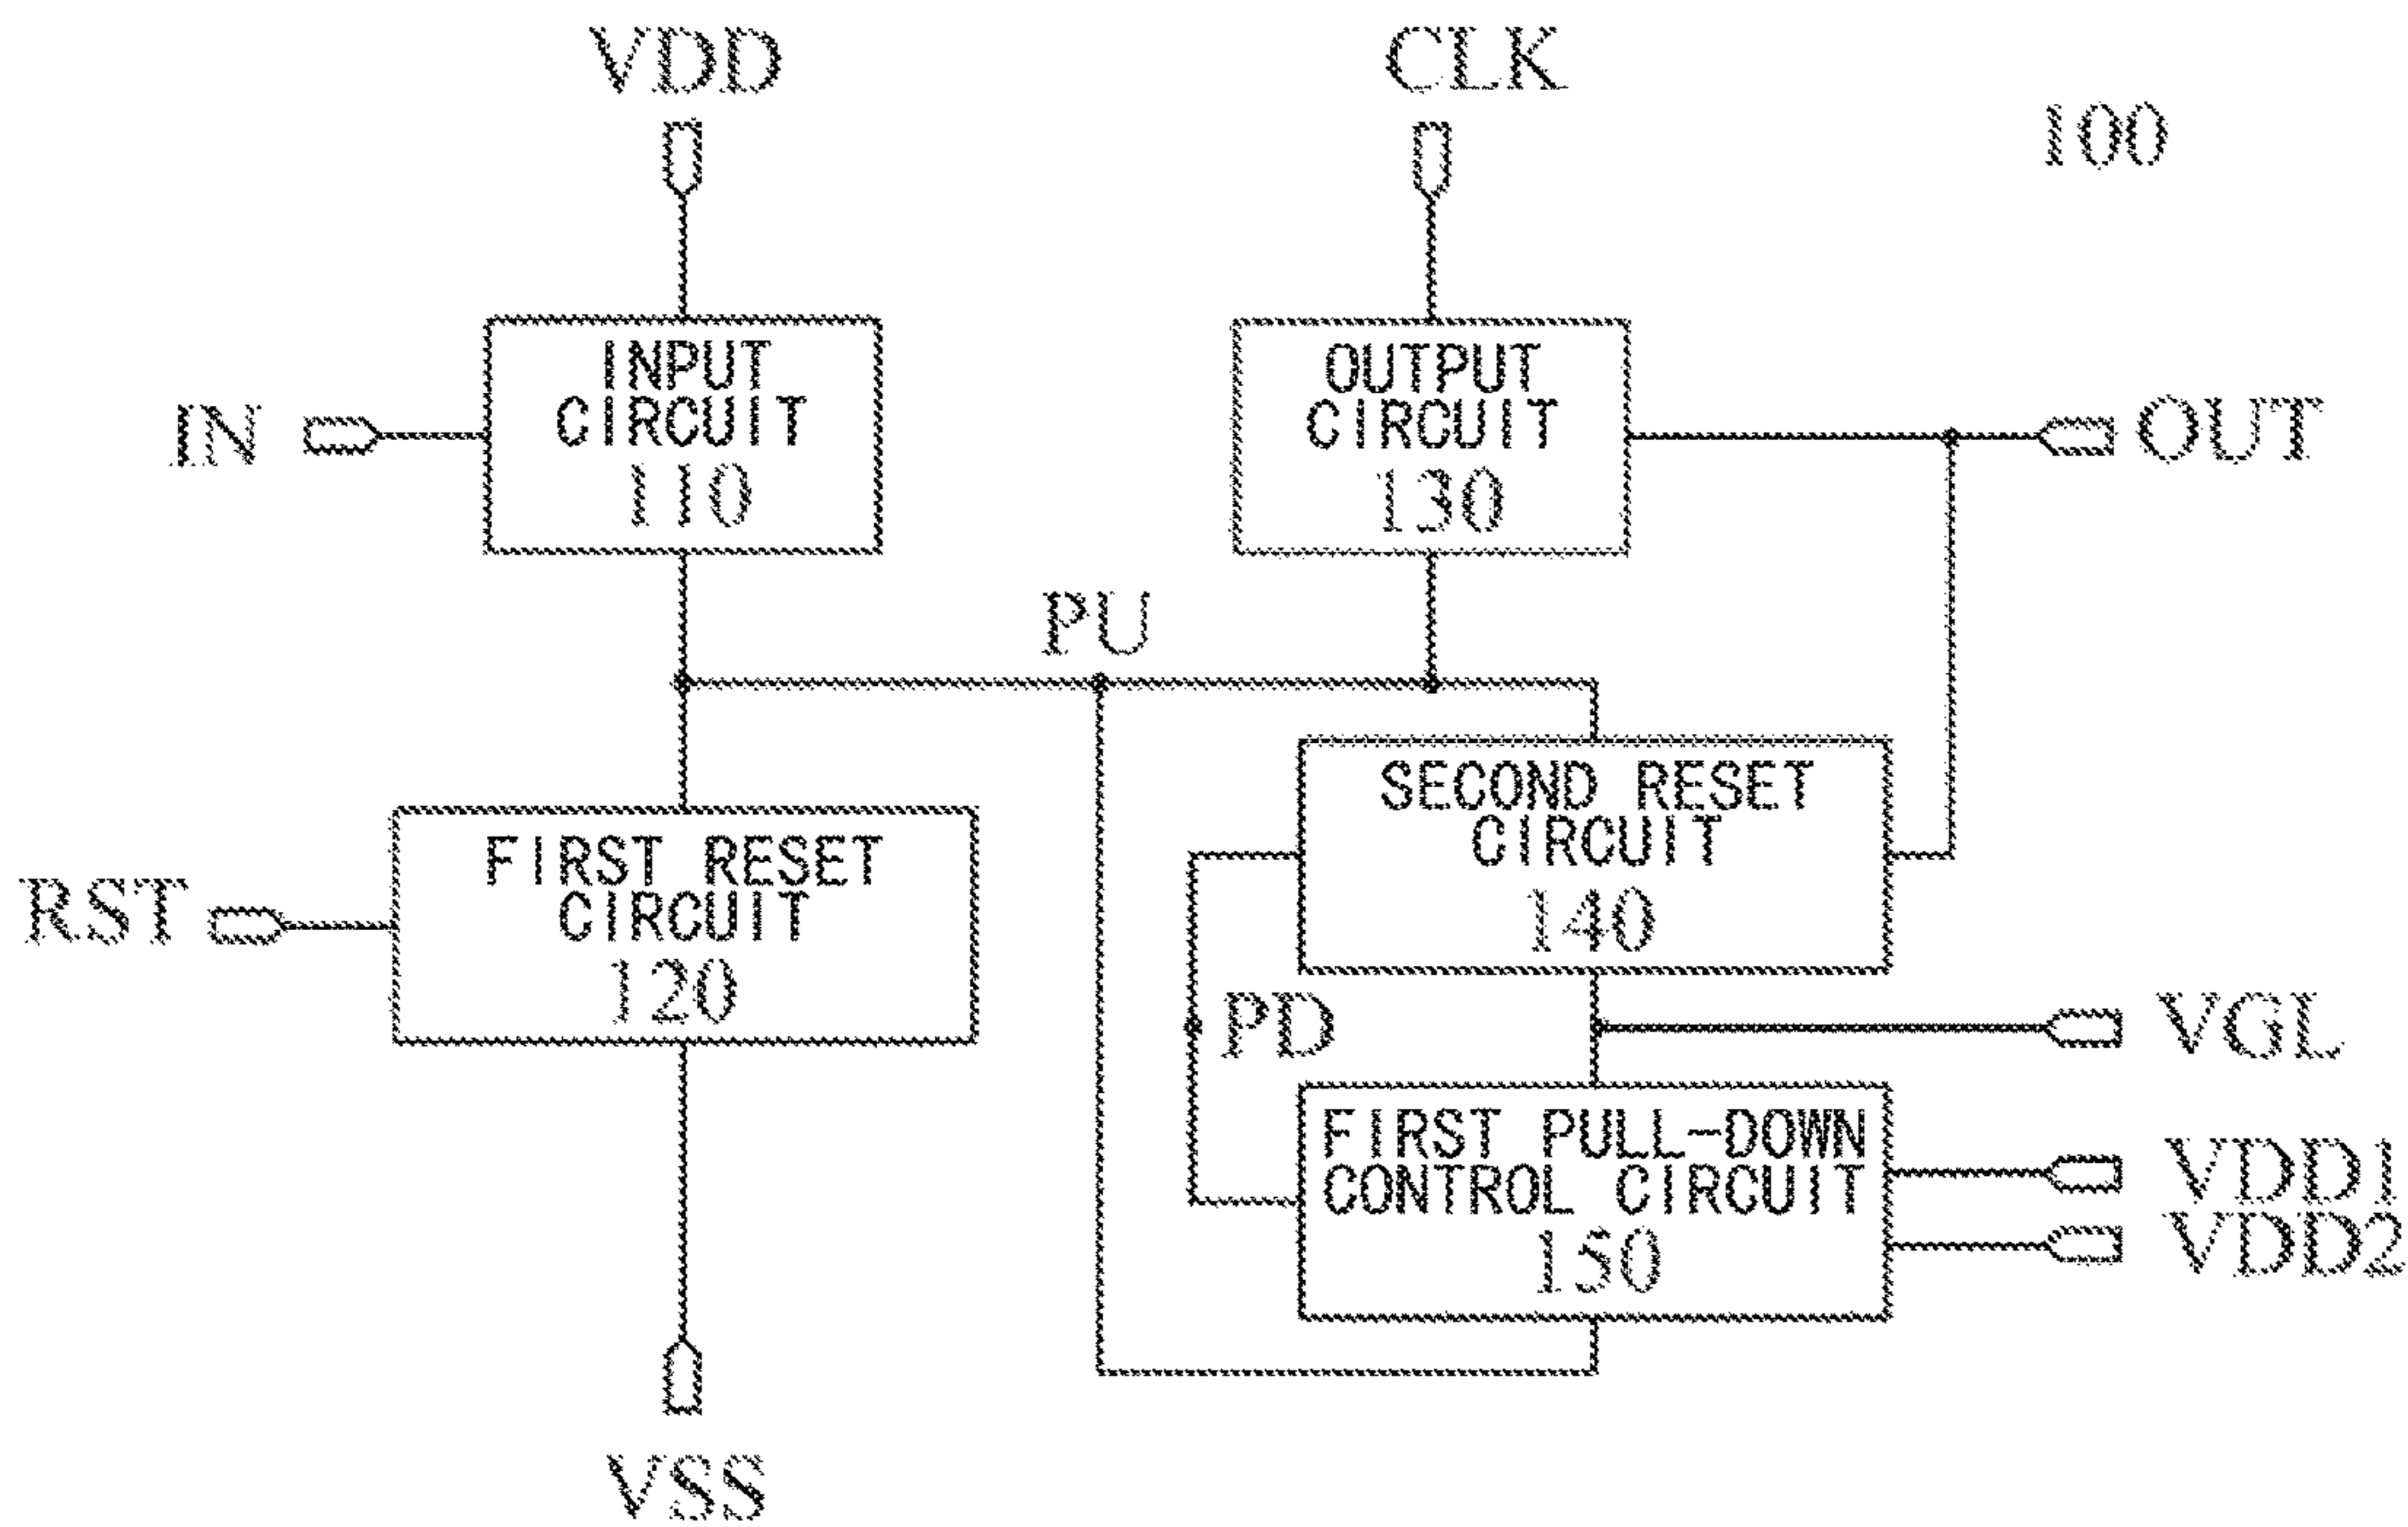 VDD
CLK
100
INPUT
CIRCUIT
110
OUTPUT
CIRCUIT
130
IN
OUT
PU
SECOND RESET
CIRCUIT
140
FIRST RESET
CIRCUIT
120
RST
PD
VGL
FIRST PULL-DOWN
CONTROL CIRCUIT
150
VDD1
VDD2
VSS